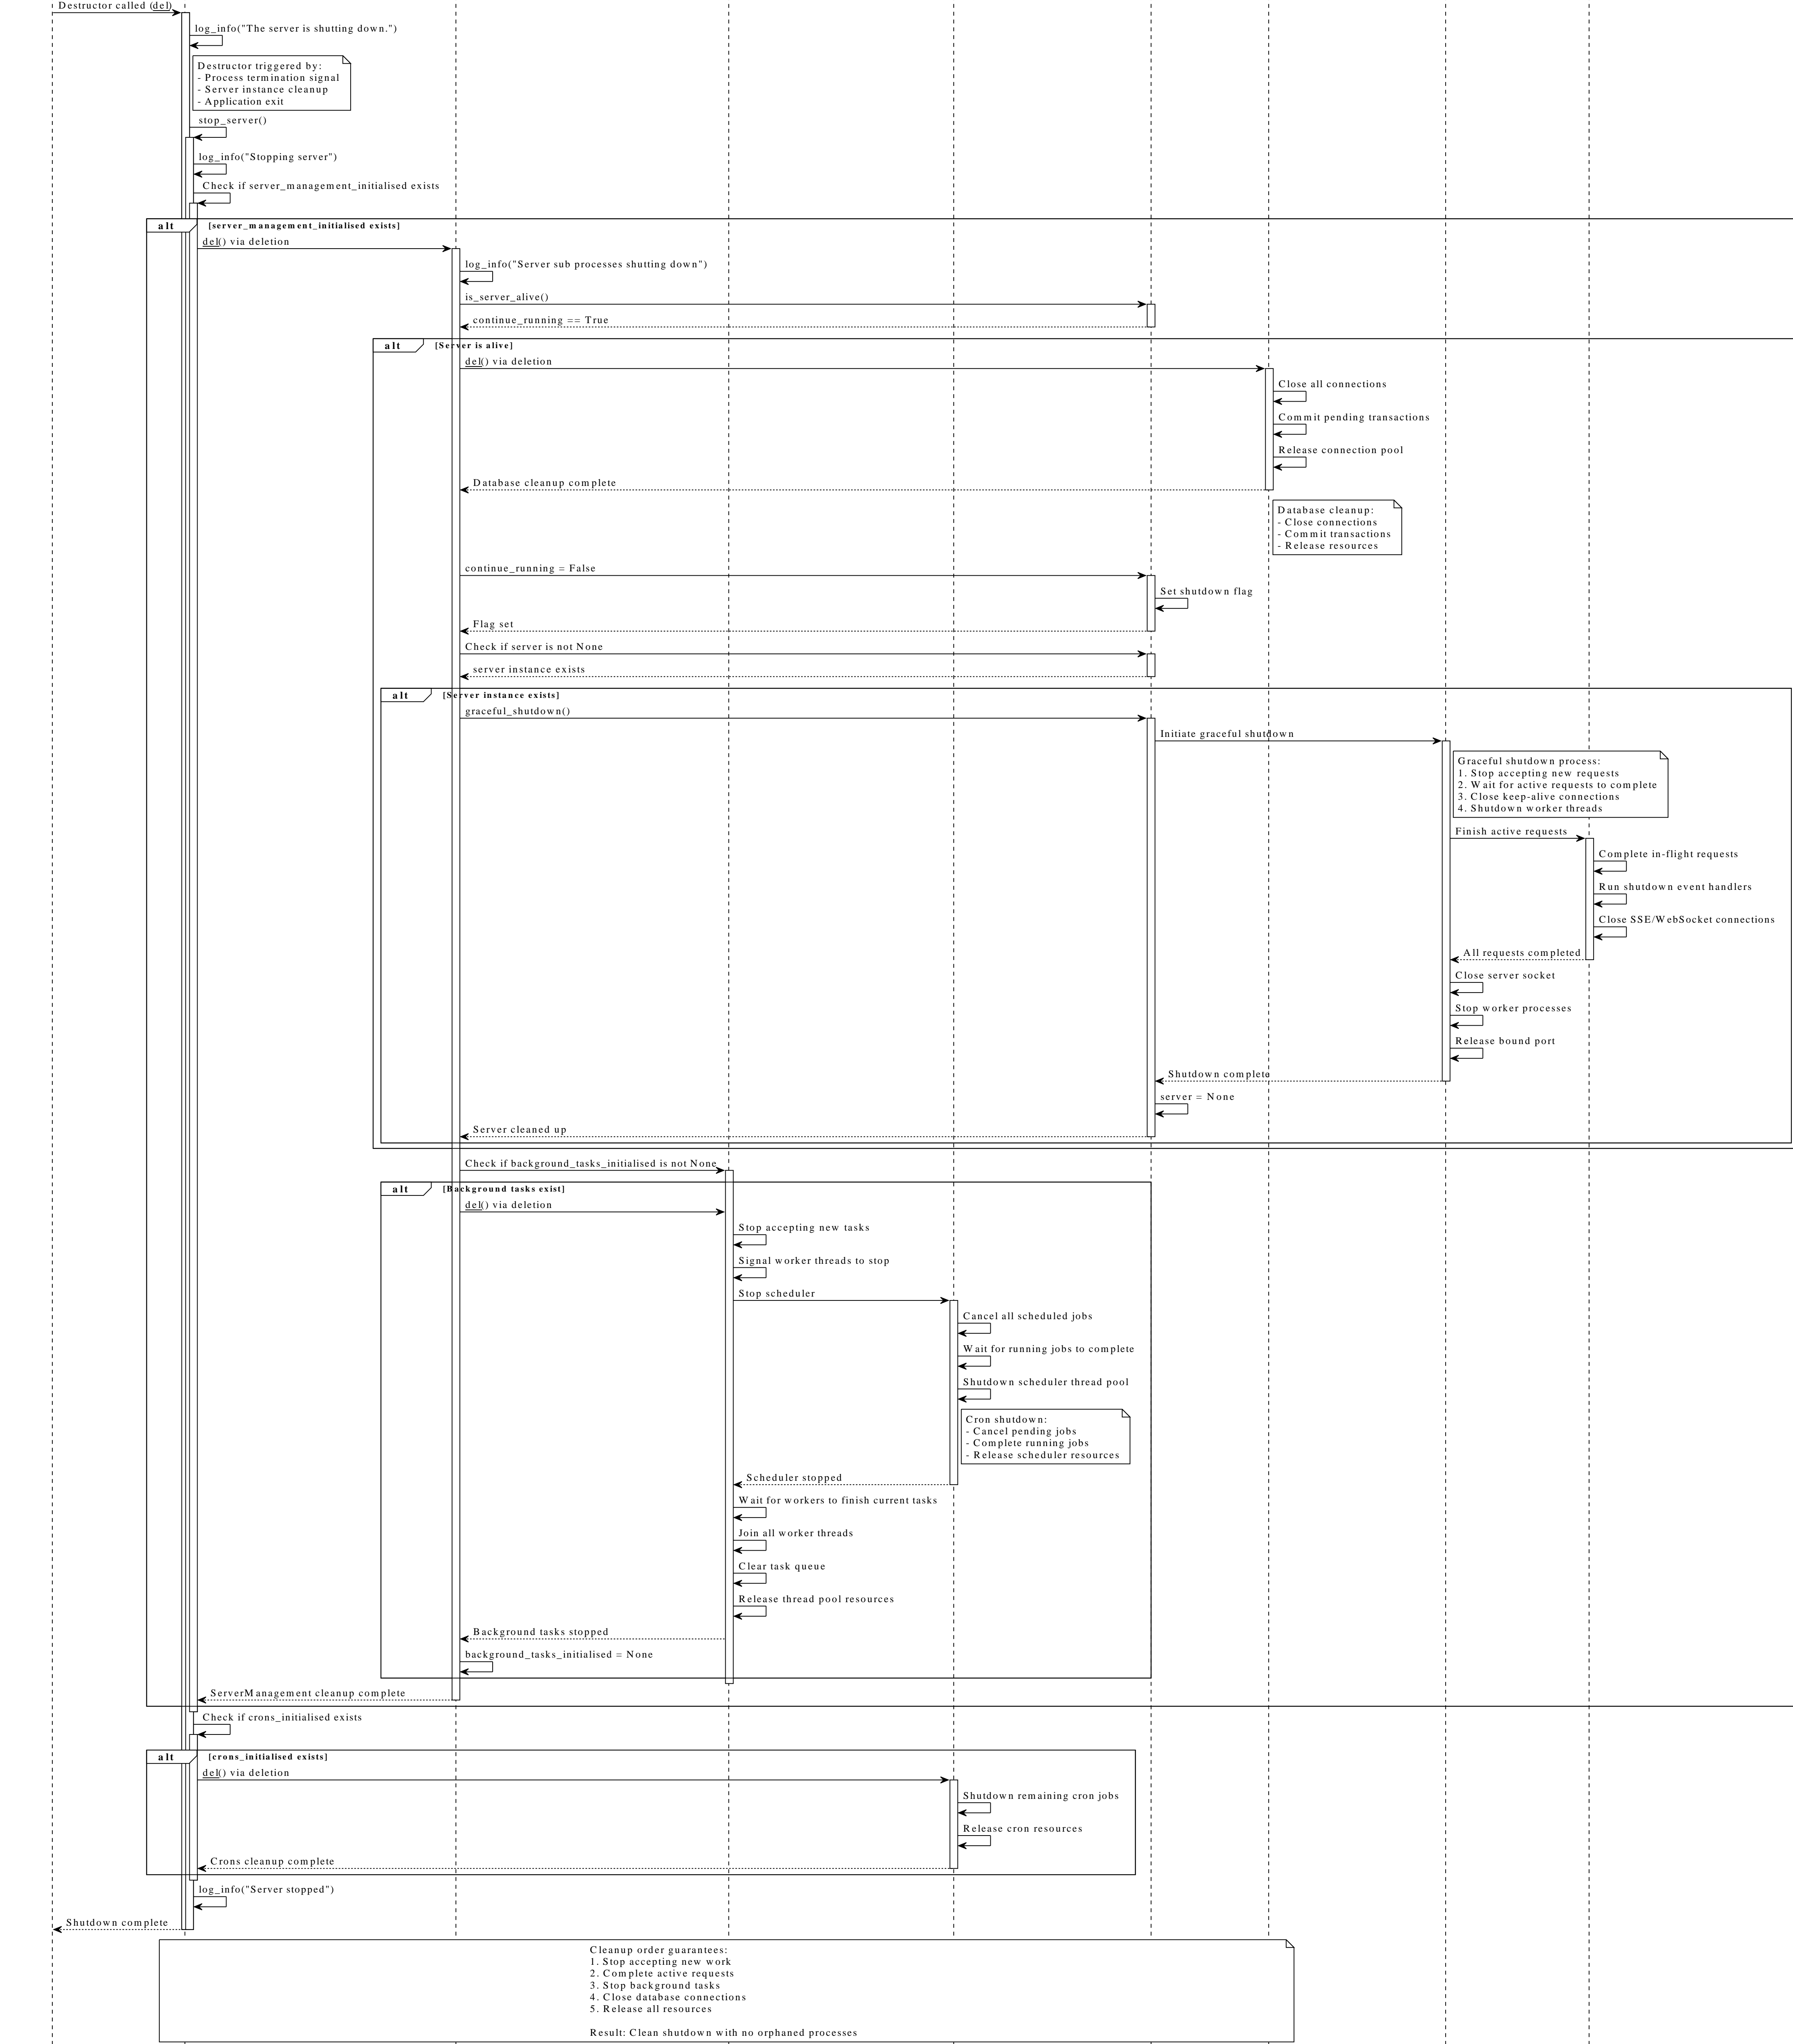 Destructor called (del)
log_info("The server is shutting down.")
Destructor triggered by:
- Process termination signal
- Server instance cleanup
- Application exit
stop_server()
log_info("Stopping server")
Check if server_management_initialised exists
alt [server_management_initialised exists]
del() via deletion
log_info("Server sub processes shutting down")
is_server_alive()
continue_running == True
alt [Server is alive]
del() via deletion
Close all connections
Commit pending transactions
Release connection pool
Database cleanup complete
Database cleanup:
- Close connections
- Commit transactions
- Release resources
continue_running = False
Set shutdown flag
Flag set
Check if server is not None
server instance exists
alt [Server instance exists]
graceful_shutdown()
Initiate graceful shutdown
Graceful shutdown process:
1. Stop accepting new requests
2. Wait for active requests to complete
3. Close keep-alive connections
4. Shutdown worker threads
Finish active requests
Complete in-flight requests
Run shutdown event handlers
Close SSE/WebSocket connections
All requests completed
Close server socket
Stop worker processes
Release bound port
Shutdown complete
server = None
Server cleaned up
Check if background_tasks_initialised is not None
alt [Background tasks exist]
del() via deletion
Stop accepting new tasks
Signal worker threads to stop
Stop scheduler
Cancel all scheduled jobs
Wait for running jobs to complete
Shutdown scheduler thread pool
Cron shutdown:
- Cancel pending jobs
- Complete running jobs
- Release scheduler resources
Scheduler stopped
Wait for workers to finish current tasks
Join all worker threads
Clear task queue
Release thread pool resources
Background tasks stopped
background_tasks_initialised = None
ServerManagement cleanup complete
Check if crons_initialised exists
alt [crons_initialised exists]
del() via deletion
Shutdown remaining cron jobs
Release cron resources
Crons cleanup complete
log_info("Server stopped")
Shutdown complete
Cleanup order guarantees:
1. Stop accepting new work
2. Complete active requests
3. Stop background tasks
4. Close database connections
5. Release all resources
Result: Clean shutdown with no orphaned processes